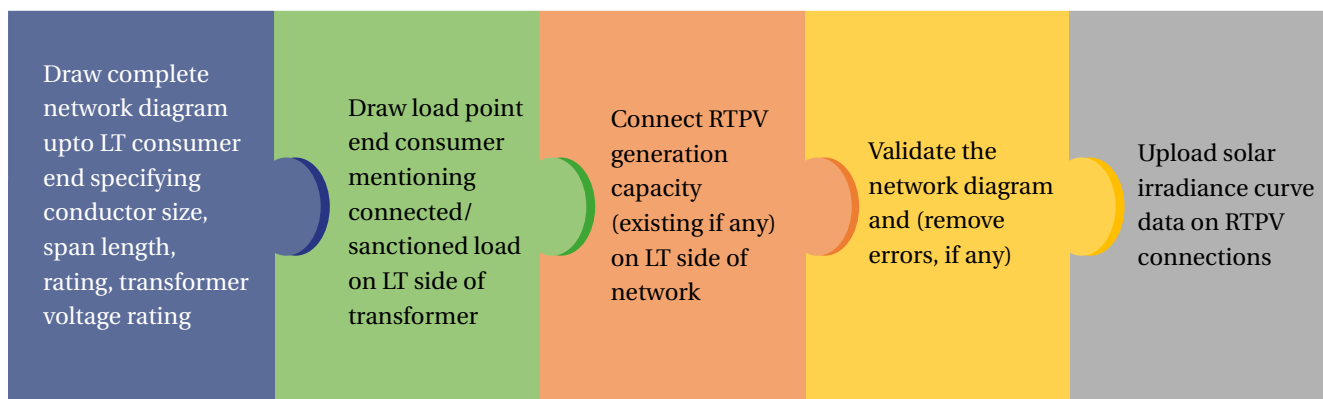 Draw complete
network diagram
upto LT consumer
end specifying
conductor size,
span length,
rating, transformer
voltage rating
Draw load point
end consumer
mentioning
connected/
sanctioned load
on LT side of
transformer
Connect RTPV
generation
capacity
(existing if any)
on LT side of
network
Validate the
network diagram
and (remove
errors, if any)
Upload solar
irradiance curve
data on RTPV
connections